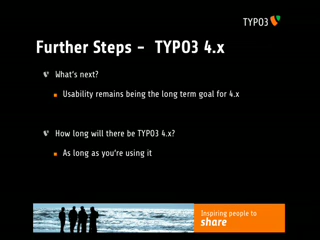 TYPO3
Further Steps - TYPO3 4.x
What's next?
Usability remains being the long term goal for 4.x
How long will there be TYPO3 4.x?
As long as you're using it
Inspiring people to
share